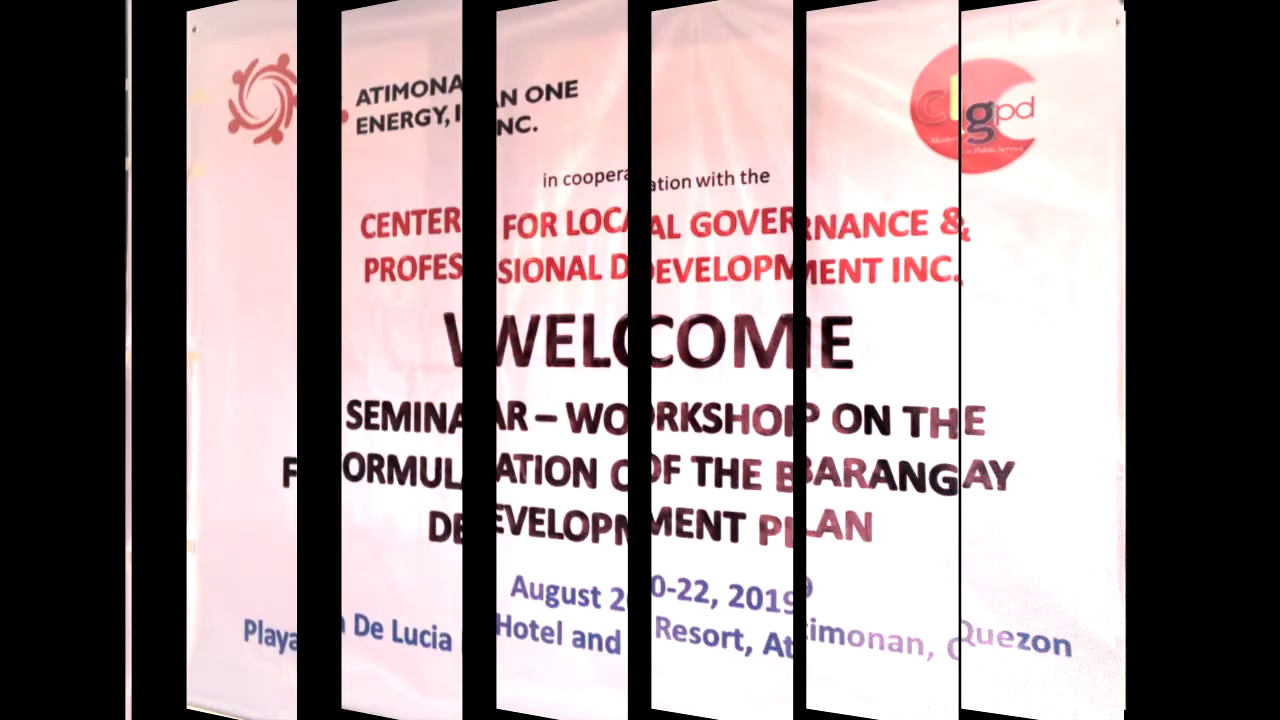 ATIMONAN ONE
ENERGY, INC.
clgpd
in cooperation with the
CENTER FOR LOCAL GOVERNANCE &
PROFESSIONAL DEVELOPMENT INC.
WELCOME
SEMINAR – WORKSHOP ON THE
FORMULATION OF THE BARANGAY
DEVELOPMENT PLAN
August 20-22, 2019
Playa De Lucia Hotel and Resort, Atimonan, Quezon